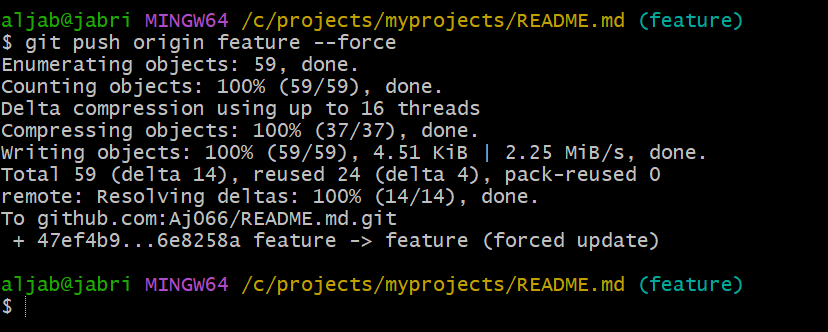 aljab@jabri MINGW64 /c/projects/myprojects/README.md (feature)
$ git push origin feature --force
Enumerating objects: 59, done.
Counting objects: 100% (59/59), done.
Delta compression using up to 16 threads
Compressing objects: 100% (37/37), done.
Writing objects: 100% (59/59), 4.51 KiB | 2.25 MiB/s, done.
Total 59 (delta 14), reused 24 (delta 4), pack-reused 0
remote: Resolving deltas: 100% (14/14), done.
To github.com:Aj066/README.md.git
 + 47ef4b9...6e8258a feature -> feature (forced update)
aljab@jabri MINGW64 /c/projects/myprojects/README.md (feature)
$